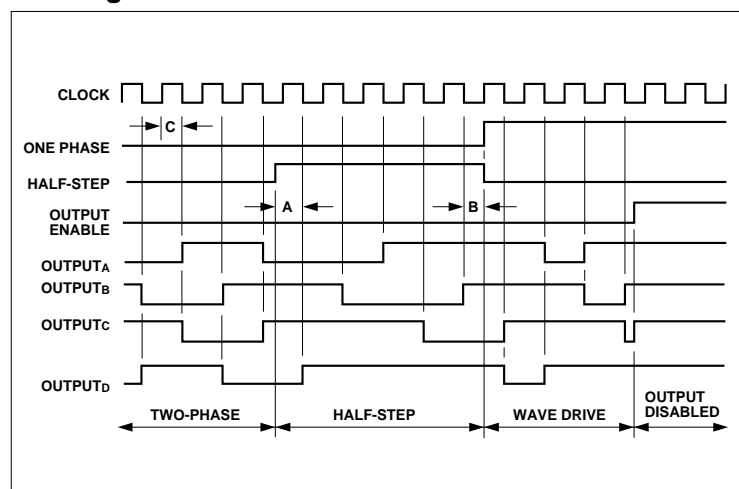 CLOCK
C
ONE PHASE
HALF-STEP
A
B
OUTPUT
ENABLE
OUTPUTA
OUTPUTB
OUTPUTC
OUTPUTD
TWO-PHASE
HALF-STEP
WAVE DRIVE
OUTPUT
DISABLED